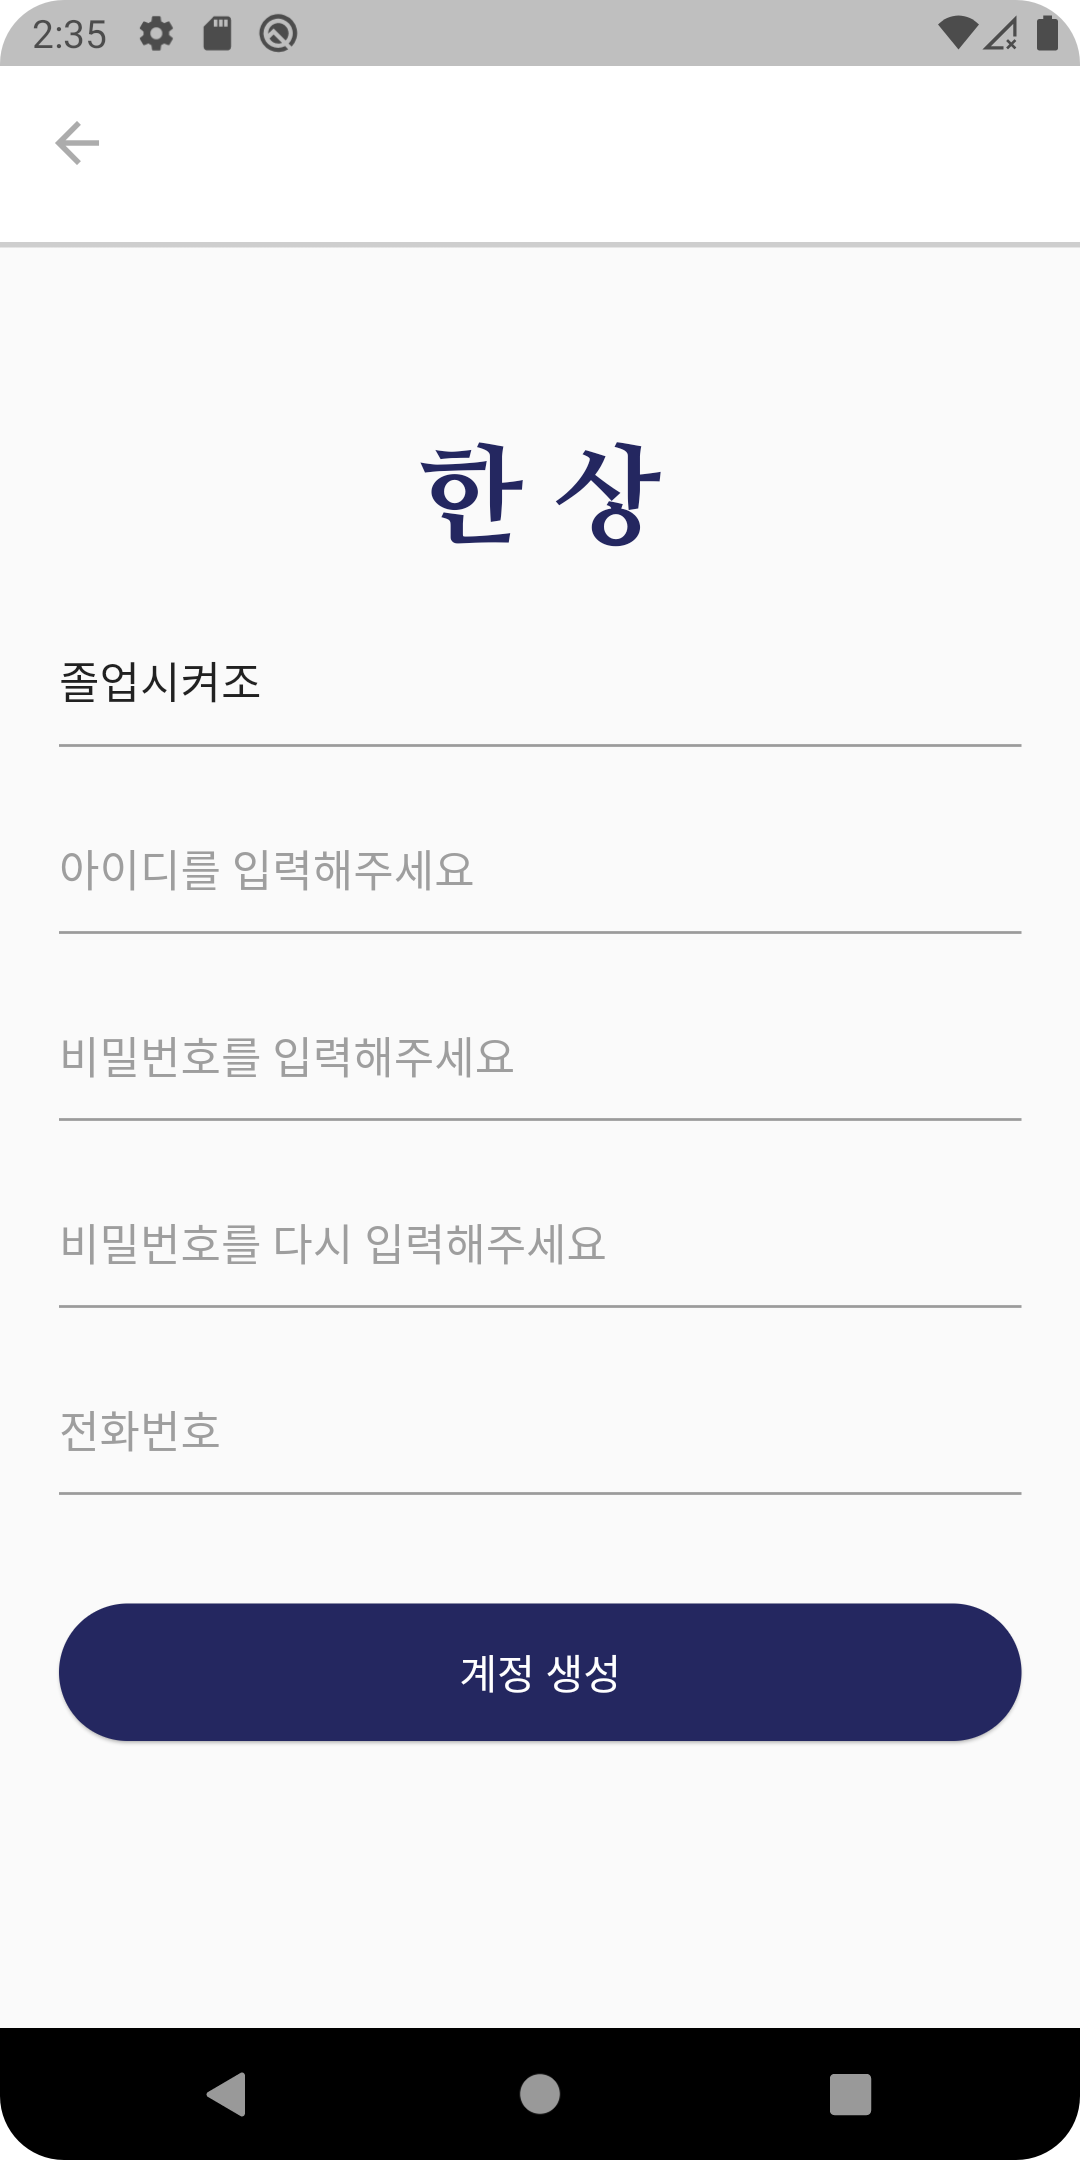 2:35
한 상
졸업시켜조
아이디를 입력해주세요
비밀번호를 입력해주세요
비밀번호를 다시 입력해주세요
전화번호
계정 생성